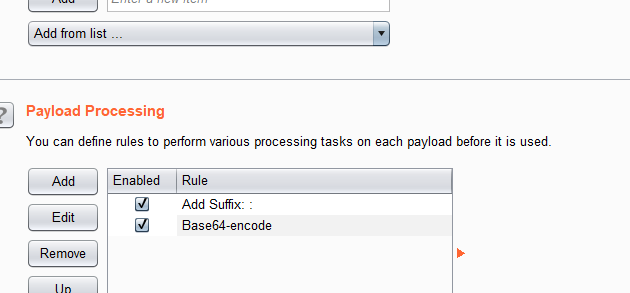 Add
Enter a new item
Add from list ...
?
Payload Processing
You can define rules to perform various processing tasks on each payload before it is used.
Add
Enabled
Rule
Add Suffix: :
Edit
Base64-encode
Remove
Up